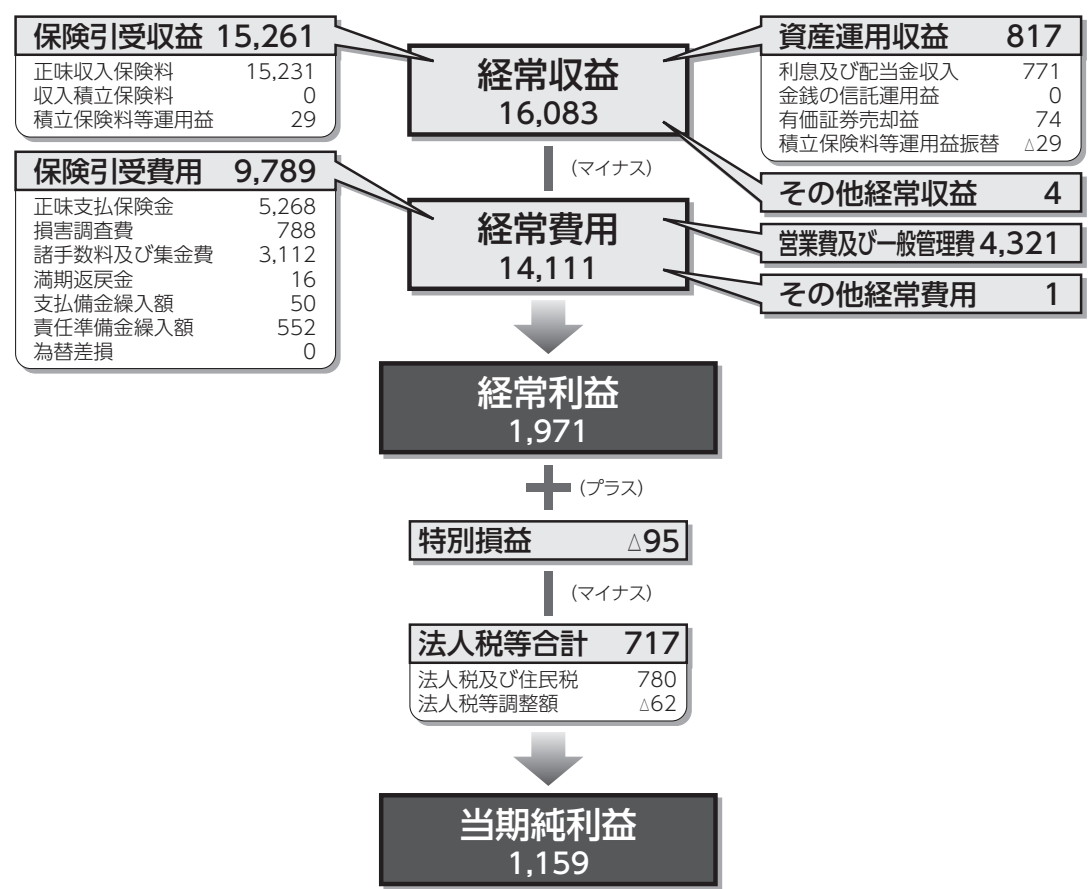 保険引受収益 15,261
正味収入保険料 15,231
収入積立保険料 0
積立保険料等運用益 29
経常収益
16,083
資産運用収益 817
利息及び配当金収入 771
金銭の信託運用益 0
有価証券売却益 74
積立保険料等運用益振替 △29
その他経常収益 4
(マイナス)
保険引受費用 9,789
正味支払保険金 5,268
損害調査費 788
諸手数料及び集金費 3,112
満期返戻金 16
支払備金繰入額 50
責任準備金繰入額 552
為替差損 0
経常費用
14,111
営業費及び一般管理費 4,321
その他経常費用 1
経常利益
1,971
(プラス)
特別損益 △95
(マイナス)
法人税等合計 717
法人税及び住民税 780
法人税等調整額 △62
当期純利益
1,159